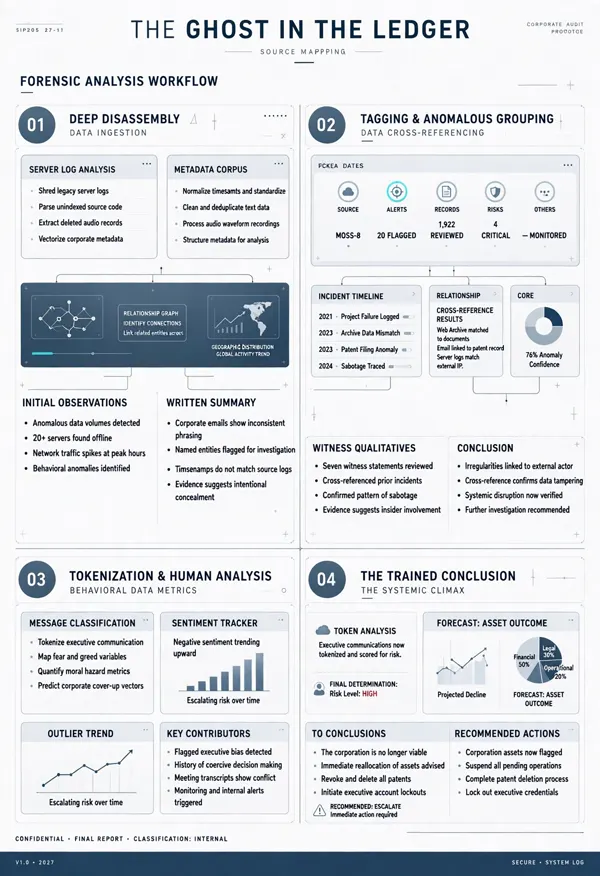 SIP205 27-11
THE GHOST IN THE LEDGER
SOURCE MAPPPING
CORPORATE AUDIT
PROTOTOE
FORENSIC ANALYSIS WORKFLOW
01
DEEP DISASSEMBLY
DATA INGESTION
SERVER LOG ANALYSIS
• Shred legacy server logs
• Parse unindexed source code
• Extract deleted audio records
• Vectorize corporate metadata
METADATA CORPUS
• Normalize timesamts and standardize
• Clean and deduplicate text data
• Process audio waveform recordings
• Structure metadata for analysis
RELATIONSHIP GRAPH
IDENTIFY CONNECTIONS
Link related entities across
GEOGRAPHIC DISTRIBUTION
GLOBAL ACTIVITY TREND
INITIAL OBSERVATIONS
• Anomalous data volumes detected
• 20+ servers found offline
• Network traffic spikes at peak hours
• Behavioral anomalies identified
WRITTEN SUMMARY
• Corporate emails show inconsistent
phrasing
• Named entities flagged for investigation
• Timsenamps do not match source logs
• Evidence suggests intentional
concealment
02
TAGGING & ANOMALOUS GROUPING
DATA CROSS-REFERENCING
FCKEA DATES
SOURCE
MOSS-8
ALERTS
20 FLAGGED
RECORDS
1,922
REVIEWED
RISKS
4
CRITICAL
OTHERS
— MONITORED
INCIDENT TIMELINE
2021 · Project Failure Logged
2023 · Archive Data Mismatch
2023 · Patent Filing Anomaly
2024 · Sabotage Traced
RELATIONSHIP
CROSS-REFERENCE
RESULTS
Web Archive matched
to documents
Email linked to patent record
Server logs match
external IP.
CORE
76% Anomaly
Confidence
WITNESS QUALITATIVES
• Seven witness statements reviewed
• Cross-referenced prior incidents
• Confirmed pattern of sabotage
• Evidence suggests insider involvement
CONCLUSION
• Irregularities linked to external actor
• Cross-reference confirms data tampering
• Systemic disruption now verified
• Further investigation recommended
03
TOKENIZATION & HUMAN ANALYSIS
BEHAVIORAL DATA METRICS
MESSAGE CLASSIFICATION
• Tokenize executive communication
• Map fear and greed variables
• Quantify moral hazard metrics
• Predict corporate cover-up vectors
SENTIMENT TRACKER
Negative sentiment trending
upward
Escalating risk over time
OUTLIER TREND
Escalating risk over time
KEY CONTRIBUTORS
• Flagged executive bias detected
• History of coercive decision making
• Meeting transcripts show conflict
• Monitoring and internal alerts
triggered
04
THE TRAINED CONCLUSION
THE SYSTEMIC CLIMAX
TOKEN ANALYSIS
Executive communications now
tokenized and scored for risk.
FINAL DETERMINATION:
Risk Level: HIGH
FORECAST: ASSET OUTCOME
Projected Decline
Financial
50%
Legal
30%
Operational
20%
FORECAST: ASSET
OUTCOME
TO CONCLUSIONS
• The corporation is no longer viable
• Immediate reallocation of assets advised
• Revoke and delete all patents
• Initiate executive account lockouts
RECOMMENDED: ESCALATE
Immediate action required
RECOMMENDED ACTIONS
• Corporation assets now flagged
• Suspend all pending operations
• Complete patent deletion process
• Lock out executive credentials
CONFIDENTIAL • FINAL REPORT • CLASSIFICATION: INTERNAL
V1.0 • 2027
SECURE • SYSTEM LOG